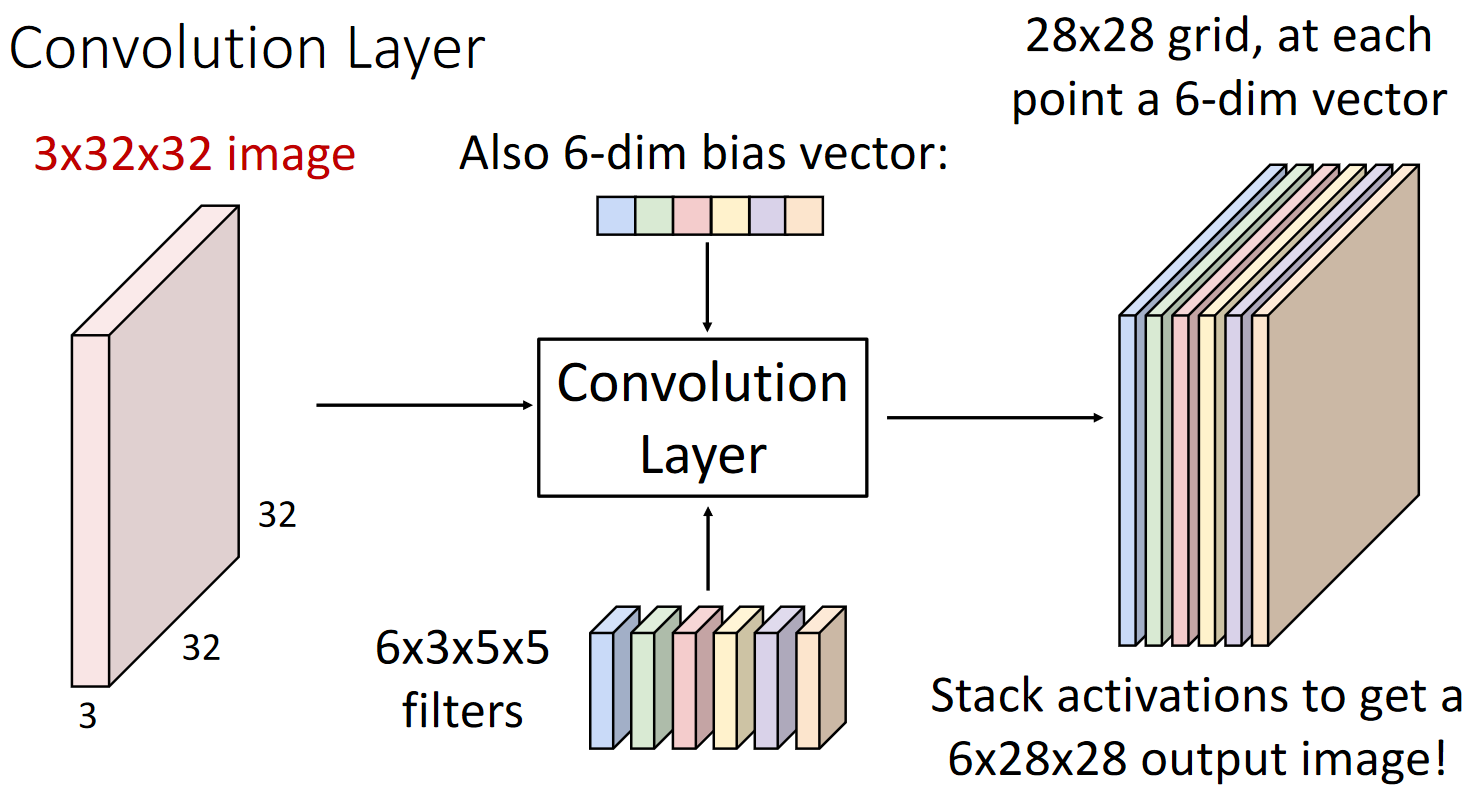 Convolution Layer
3x32x32 image
32
32
3
Also 6-dim bias vector:
Convolution
Layer
6x3x5x5
filters
28x28 grid, at each
point a 6-dim vector
Stack activations to get a
6x28x28 output image!